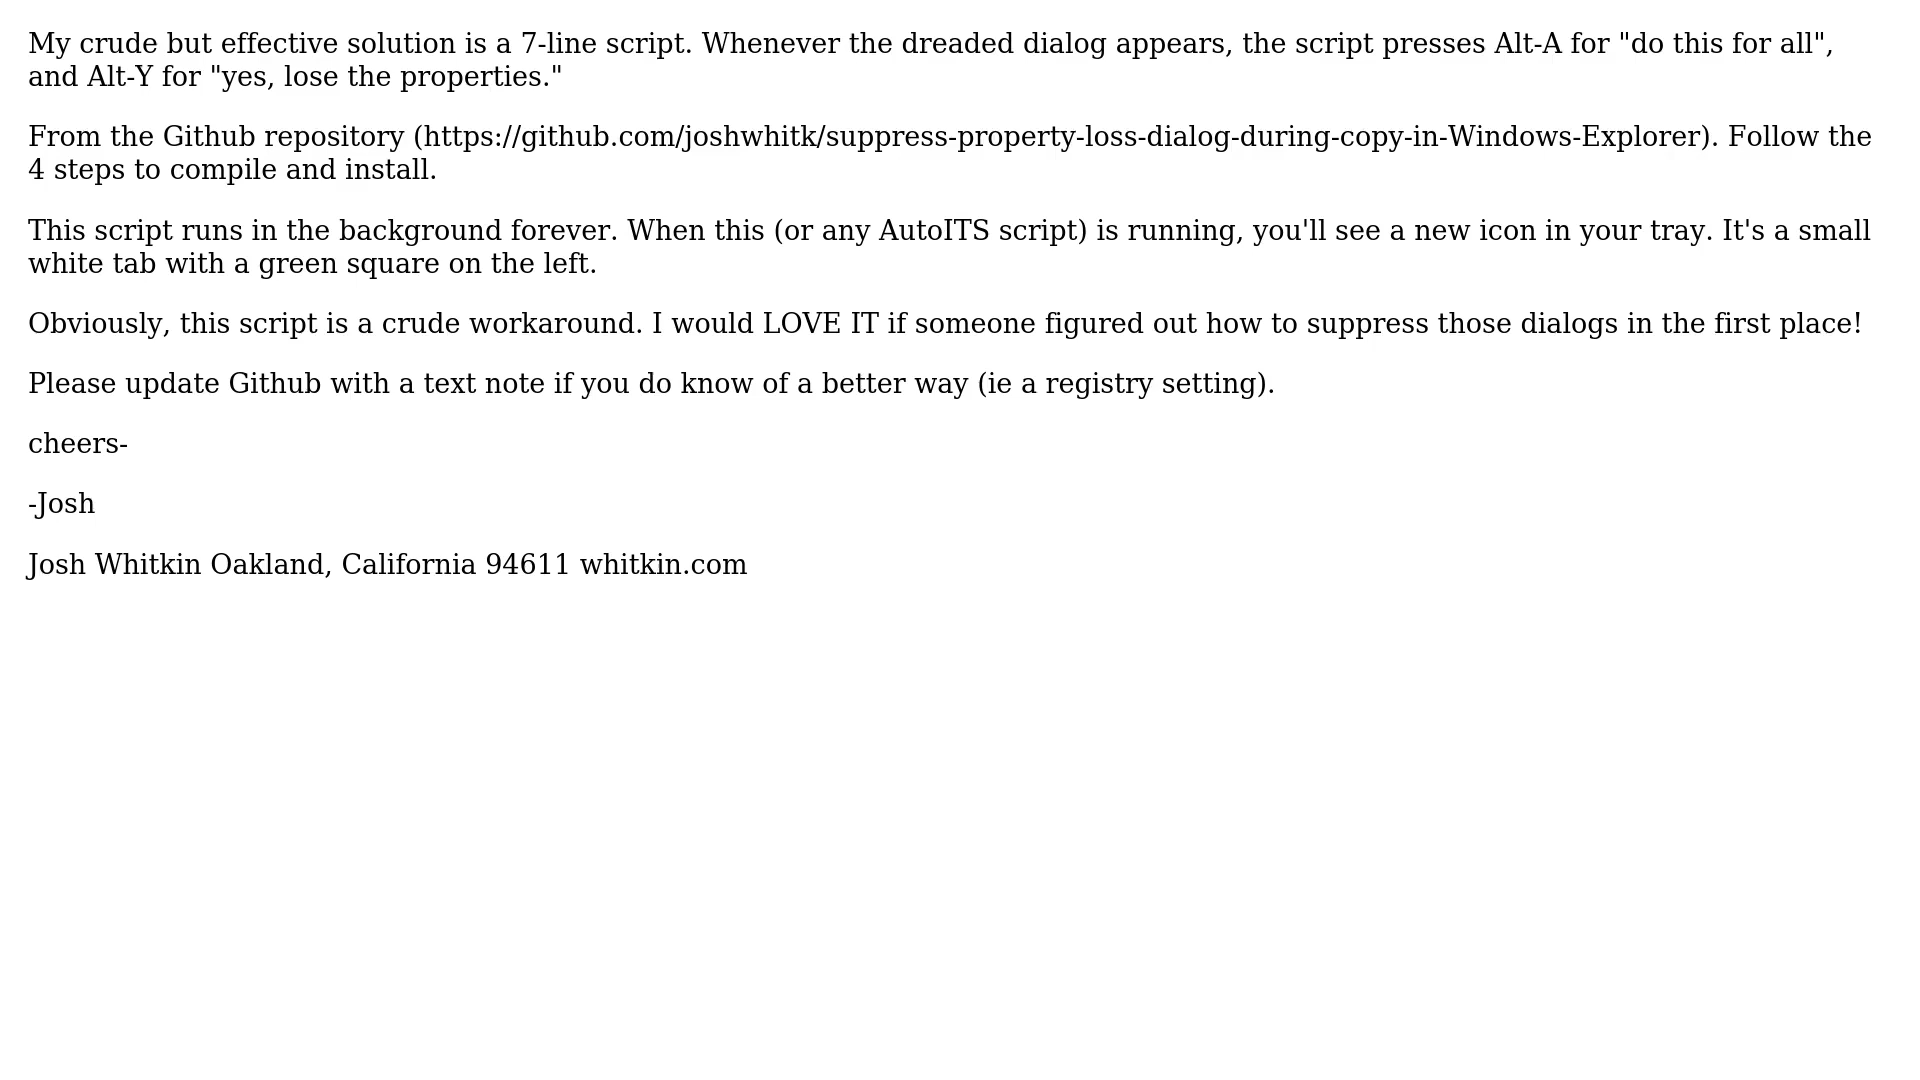 My crude but effective solution is a 7-line script. Whenever the dreaded dialog appears, the script presses Alt-A for "do this for all",
and Alt-Y for "yes, lose the properties."
From the Github repository (https://github.com/joshwhitk/suppress-property-loss-dialog-during-copy-in-Windows-Explorer). Follow the
4 steps to compile and install.
This script runs in the background forever. When this (or any AutoITS script) is running, you'll see a new icon in your tray. It's a small
white tab with a green square on the left.
Obviously, this script is a crude workaround. I would LOVE IT if someone figured out how to suppress those dialogs in the first place!
Please update Github with a text note if you do know of a better way (ie a registry setting).
cheers-
-Josh
Josh Whitkin Oakland, California 94611 whitkin.com